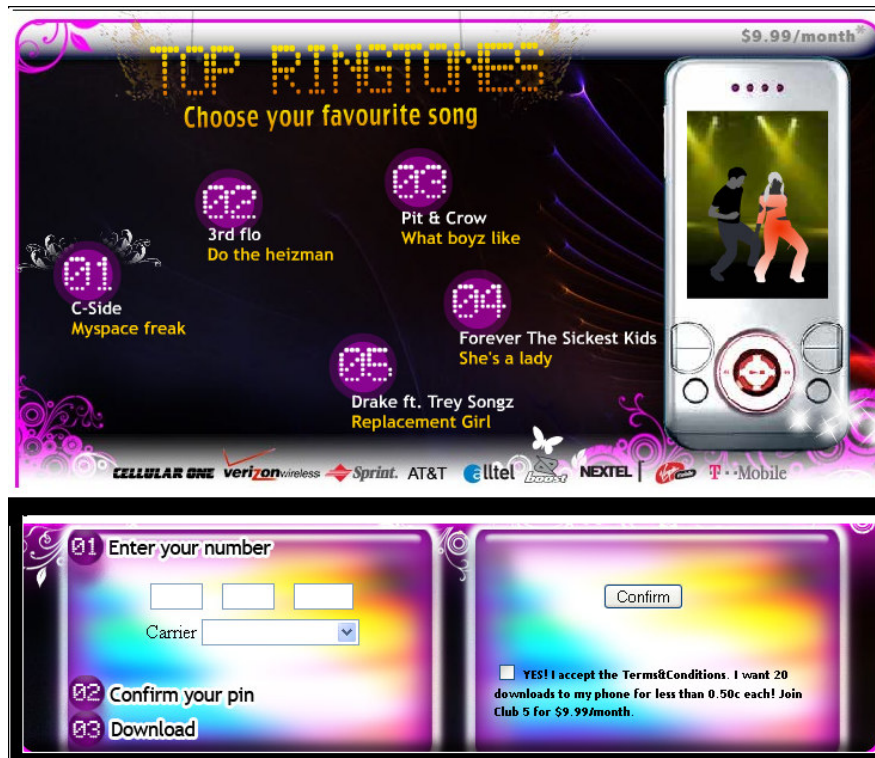 $9.99/month*
TOP RINGTONES
Choose your favourite song
01
C-Side
Myspace freak
02
3rd flo
Do the heizman
03
Pit & Crow
What boyz like
04
Forever The Sickest Kids
She's a lady
05
Drake ft. Trey Songz
Replacement Girl
CELLULAR ONE verizon wireless Sprint. AT&T alltel boost NEXTEL Virgin T-Mobile
01 Enter your number
Carrier
02 Confirm your pin
03 Download
Confirm
YES! I accept the Terms&Conditions. I want 20
downloads to my phone for less than 0.50c each! Join
Club 5 for $9.99/month.